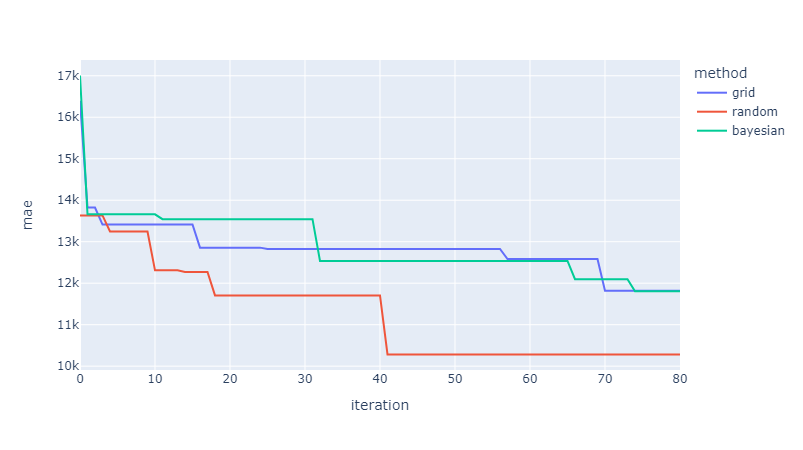 method
grid
random
bayesian
mae
17k
16k
15k
14k
13k
12k
11k
10k
0 10 20 30 40 50 60 70 80
iteration